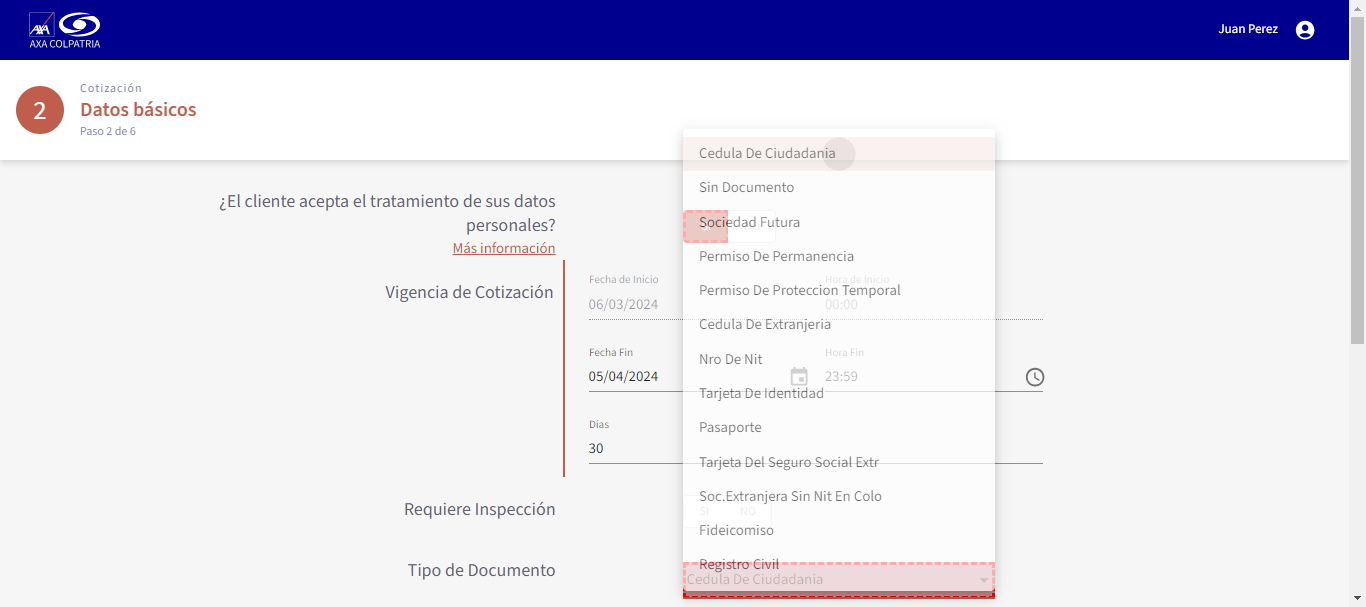 AXA
AXA COLPATRIA
Juan Perez
2
Cotización
Datos básicos
Paso 2 de 6
¿El cliente acepta el tratamiento de sus datos
personales?
Más información
Vigencia de Cotización
Fecha de Inicio
06/03/2024
Hora de Inicio
00:00
Fecha Fin
05/04/2024
Hora Fin
23:59
Días
30
Requiere Inspección
SI
NO
Tipo de Documento
Cedula De Ciudadania
Cedula De Ciudadania
Sin Documento
Sociedad Futura
Permiso De Permanencia
Permiso De Proteccion Temporal
Cedula De Extranjeria
Nro De Nit
Tarjeta De Identidad
Pasaporte
Tarjeta Del Seguro Social Extr
Soc.Extranjera Sin Nit En Colo
Fideicomiso
Registro Civil